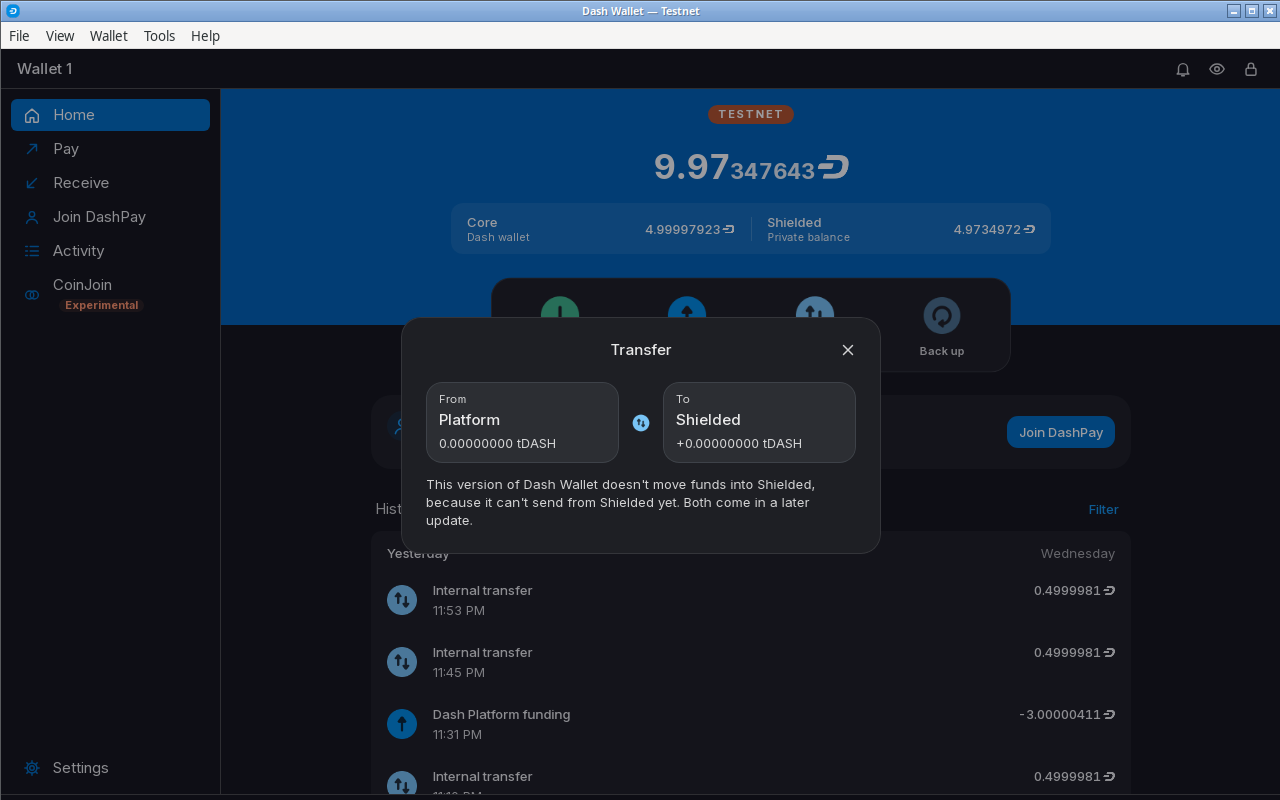 Dash Wallet — Testnet
File View Wallet Tools Help
Wallet 1
Home
Pay
Receive
Join DashPay
Activity
CoinJoin
Experimental
Settings
TESTNET
9.97347643
Core
Dash wallet
4.99997923
Shielded
Private balance
4.9734972
Back up
Transfer
From
Platform
0.00000000 tDASH
To
Shielded
+0.00000000 tDASH
This version of Dash Wallet doesn't move funds into Shielded,
because it can't send from Shielded yet. Both come in a later
update.
Join DashPay
Filter
Yesterday
Wednesday
Internal transfer
0.4999981
11:53 PM
Internal transfer
0.4999981
11:45 PM
Dash Platform funding
-3.00000411
11:31 PM
Internal transfer
0.4999981